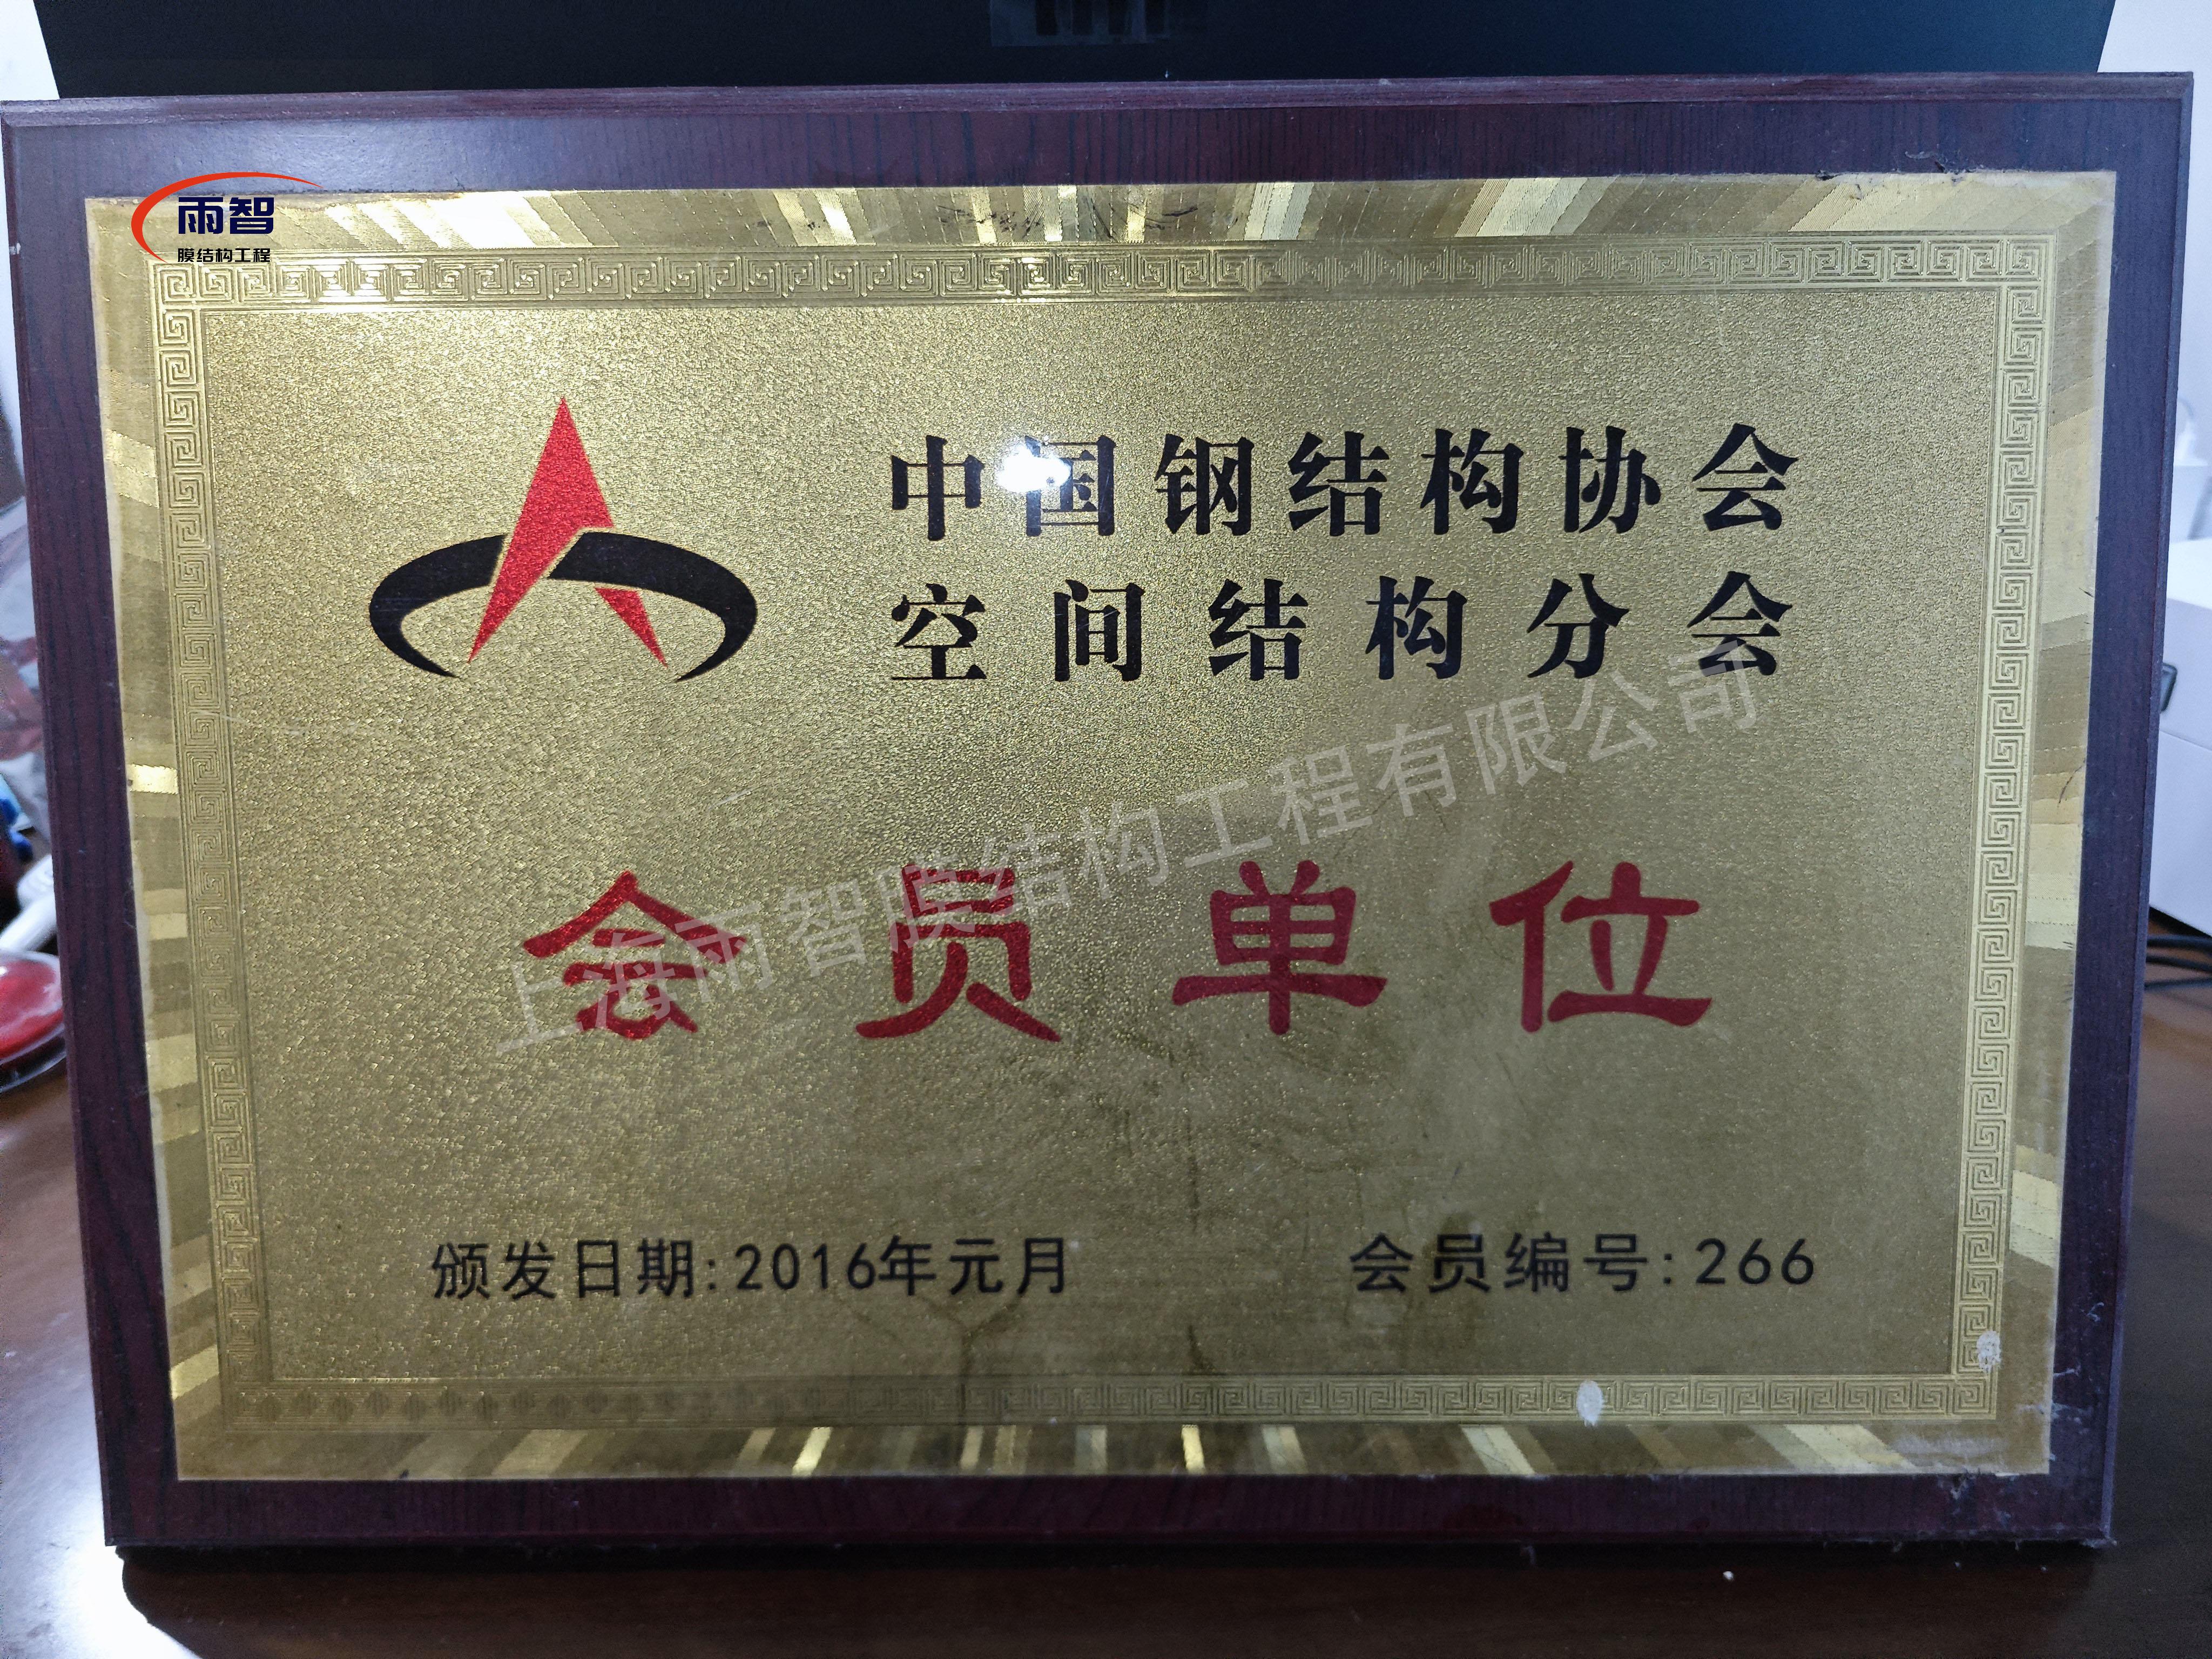 雨智
膜结构工程
中国钢结构协会
空间结构分会
上海雨智膜结构工程有限公司
会员单位
颁发日期:2016年元月
会员编号:266